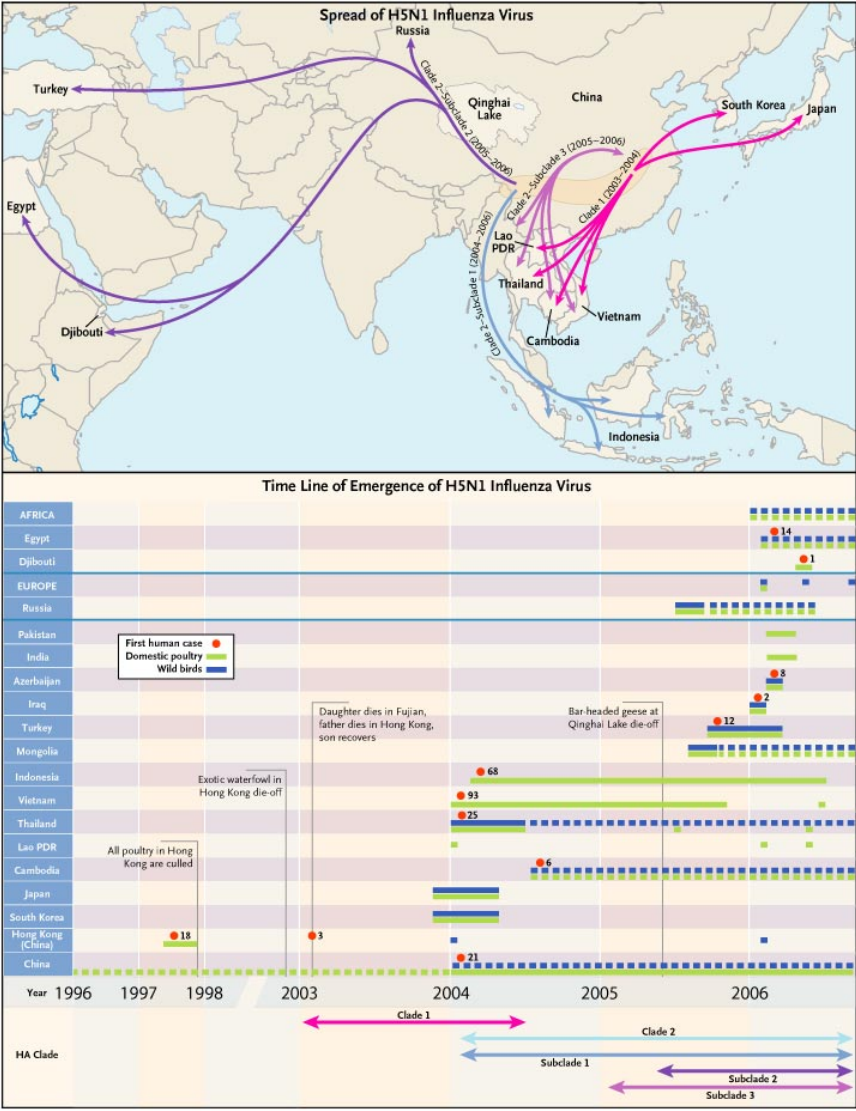 Spread of H5N1 Influenza Virus
Russia
Turkey
Clade 2–Subclade 2 (2005–2006)
Qinghai
Lake
China
South Korea
Japan
Clade 2–Subclade 3 (2005–2006)
Clade 1 (2003–2004)
Egypt
Lao
PDR
Clade 2–Subclade 1 (2004–2006)
Thailand
Vietnam
Djibouti
Cambodia
Indonesia
Time Line of Emergence of H5N1 Influenza Virus
AFRICA
Egypt 14
Djibouti 1
EUROPE
Russia
Pakistan
First human case
Domestic poultry
Wild birds
India
Azerbaijan 8
Iraq 2
Daughter dies in Fujian,
father dies in Hong Kong,
son recovers
Bar-headed geese at
Qinghai Lake die-off
Turkey 12
Mongolia
Indonesia 68
Exotic waterfowl in
Hong Kong die-off
Vietnam 93
Thailand 25
Lao PDR
All poultry in Hong
Kong are culled
Cambodia 6
Japan
South Korea
Hong Kong
(China) 18 3
China 21
Year 1996 1997 1998 2003 2004 2005 2006
HA Clade
Clade 1
Clade 2
Subclade 1
Subclade 2
Subclade 3